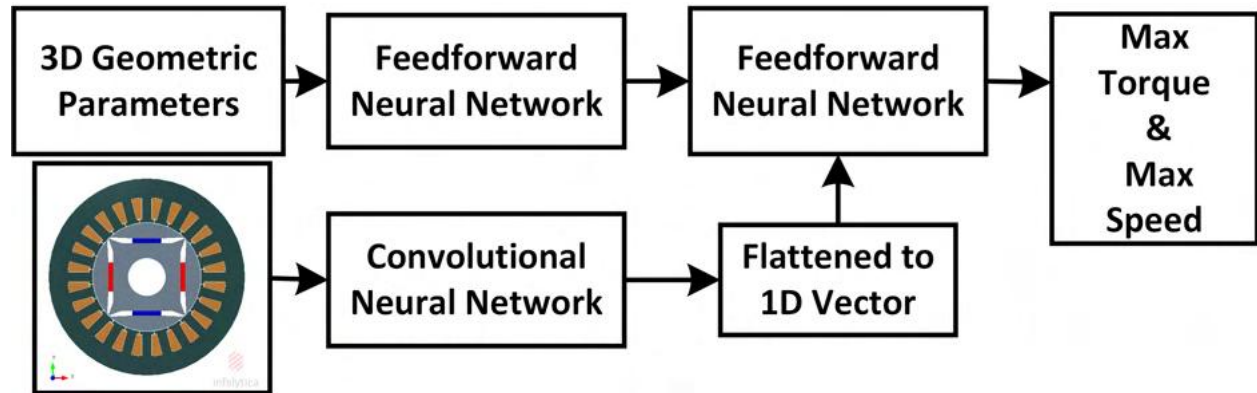 3D Geometric
Parameters
Feedforward
Neural Network
Feedforward
Neural Network
Max
Torque
&
Max
Speed
Convolutional
Neural Network
Flattened to
1D Vector
infolytica